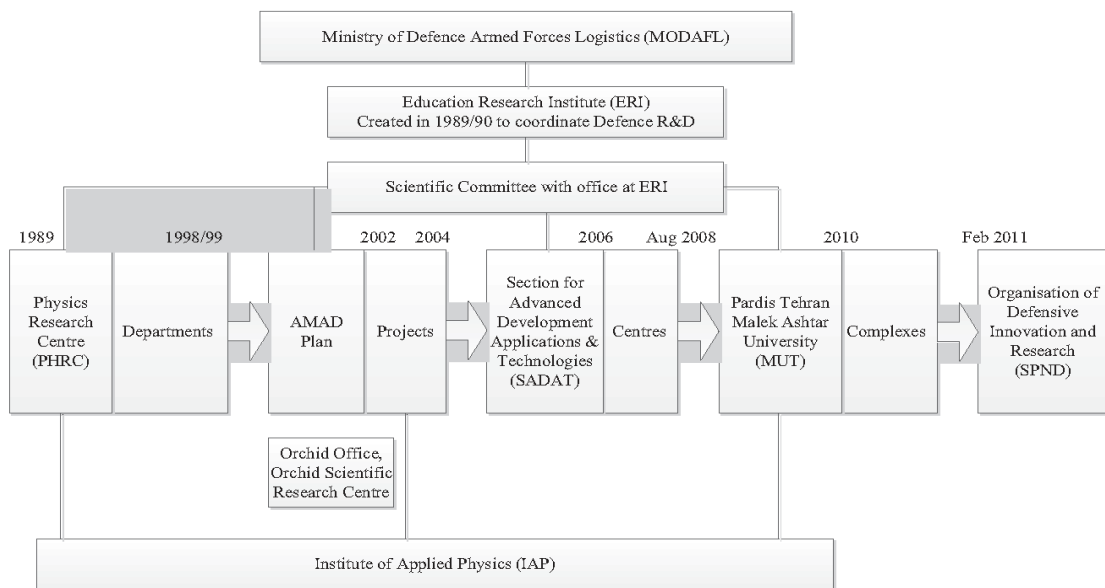 Ministry of Defence Armed Forces Logistics (MODAFL)
Education Research Institute (ERI)
Created in 1989/90 to coordinate Defence R&D
Scientific Committee with office at ERI
1989
1998/99
2002
2004
2006
Aug 2008
2010
Feb 2011
Physics
Research
Centre
(PHRC)
Departments
AMAD
Plan
Projects
Section for
Advanced
Development
Applications &
Technologies
(SADAT)
Centres
Pardis Tehran
Malek Ashtar
University
(MUT)
Complexes
Organisation of
Defensive
Innovation and
Research
(SPND)
Orchid Office,
Orchid Scientific
Research Centre
Institute of Applied Physics (IAP)